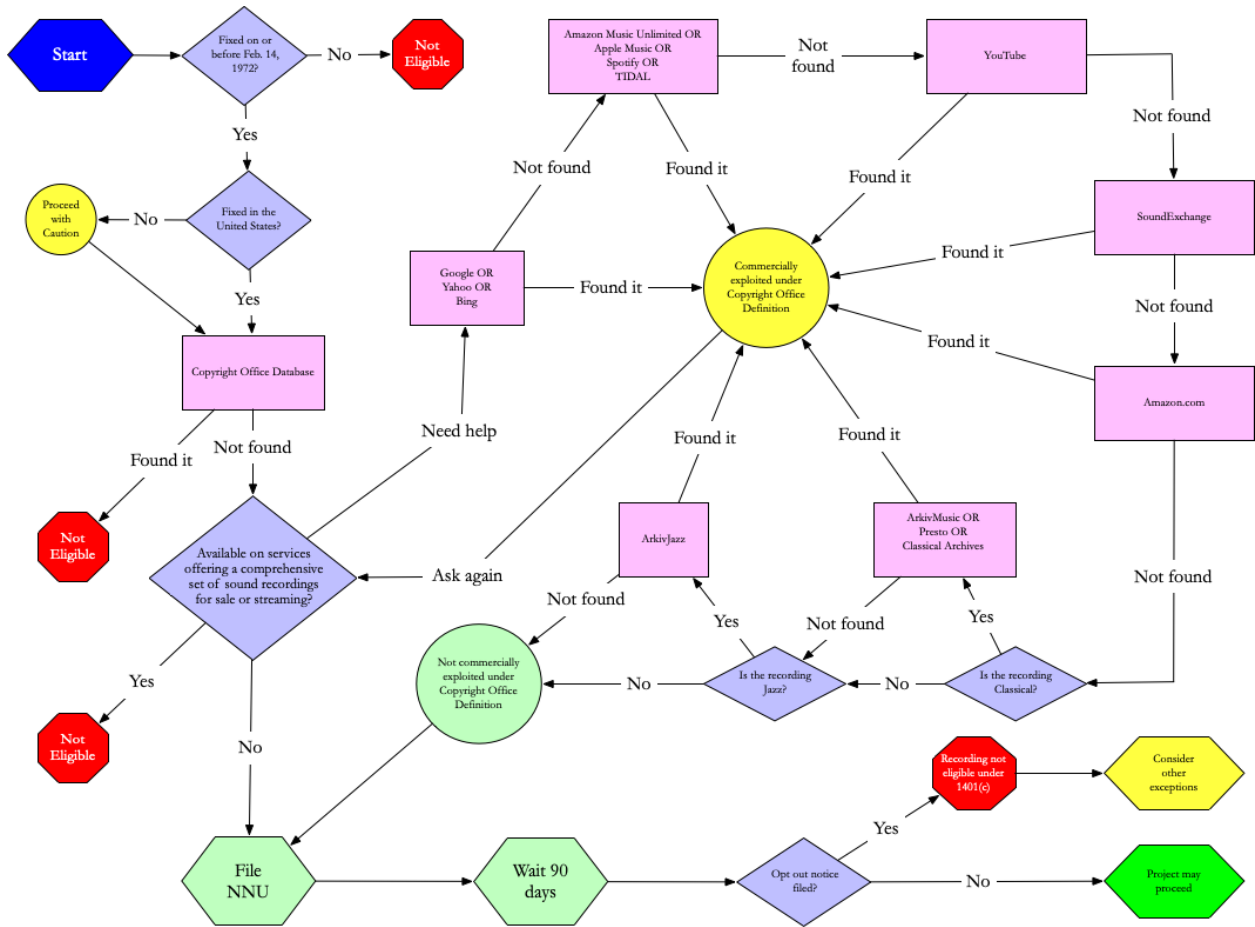 Start
Fixed on or
before Feb. 14,
1972?
No
Not
Eligible
Yes
Fixed in the
United States?
No
Proceed
with
Caution
Yes
Copyright Office Database
Found it
Not found
Not
Eligible
Available on services
offering a comprehensive
set of sound recordings
for sale or streaming?
Yes
Not
Eligible
No
Need help
Google OR
Yahoo OR
Bing
Not found
Found it
Amazon Music Unlimited OR
Apple Music OR
Spotify OR
TIDAL
Not
found
Found it
YouTube
Found it
Not found
SoundExchange
Found it
Not found
Amazon.com
Found it
Not found
Commercially
exploited under
Copyright Office
Definition
Ask again
Is the recording
Classical?
Yes
No
ArkivMusic OR
Presto OR
Classical Archives
Found it
Not found
Is the recording
Jazz?
Yes
No
ArkivJazz
Found it
Not found
Not commercially
exploited under
Copyright Office
Definition
File
NNU
Wait 90
days
Opt out notice
filed?
Yes
Recording not
eligible under
1401(c)
Consider
other
exceptions
No
Project may
proceed